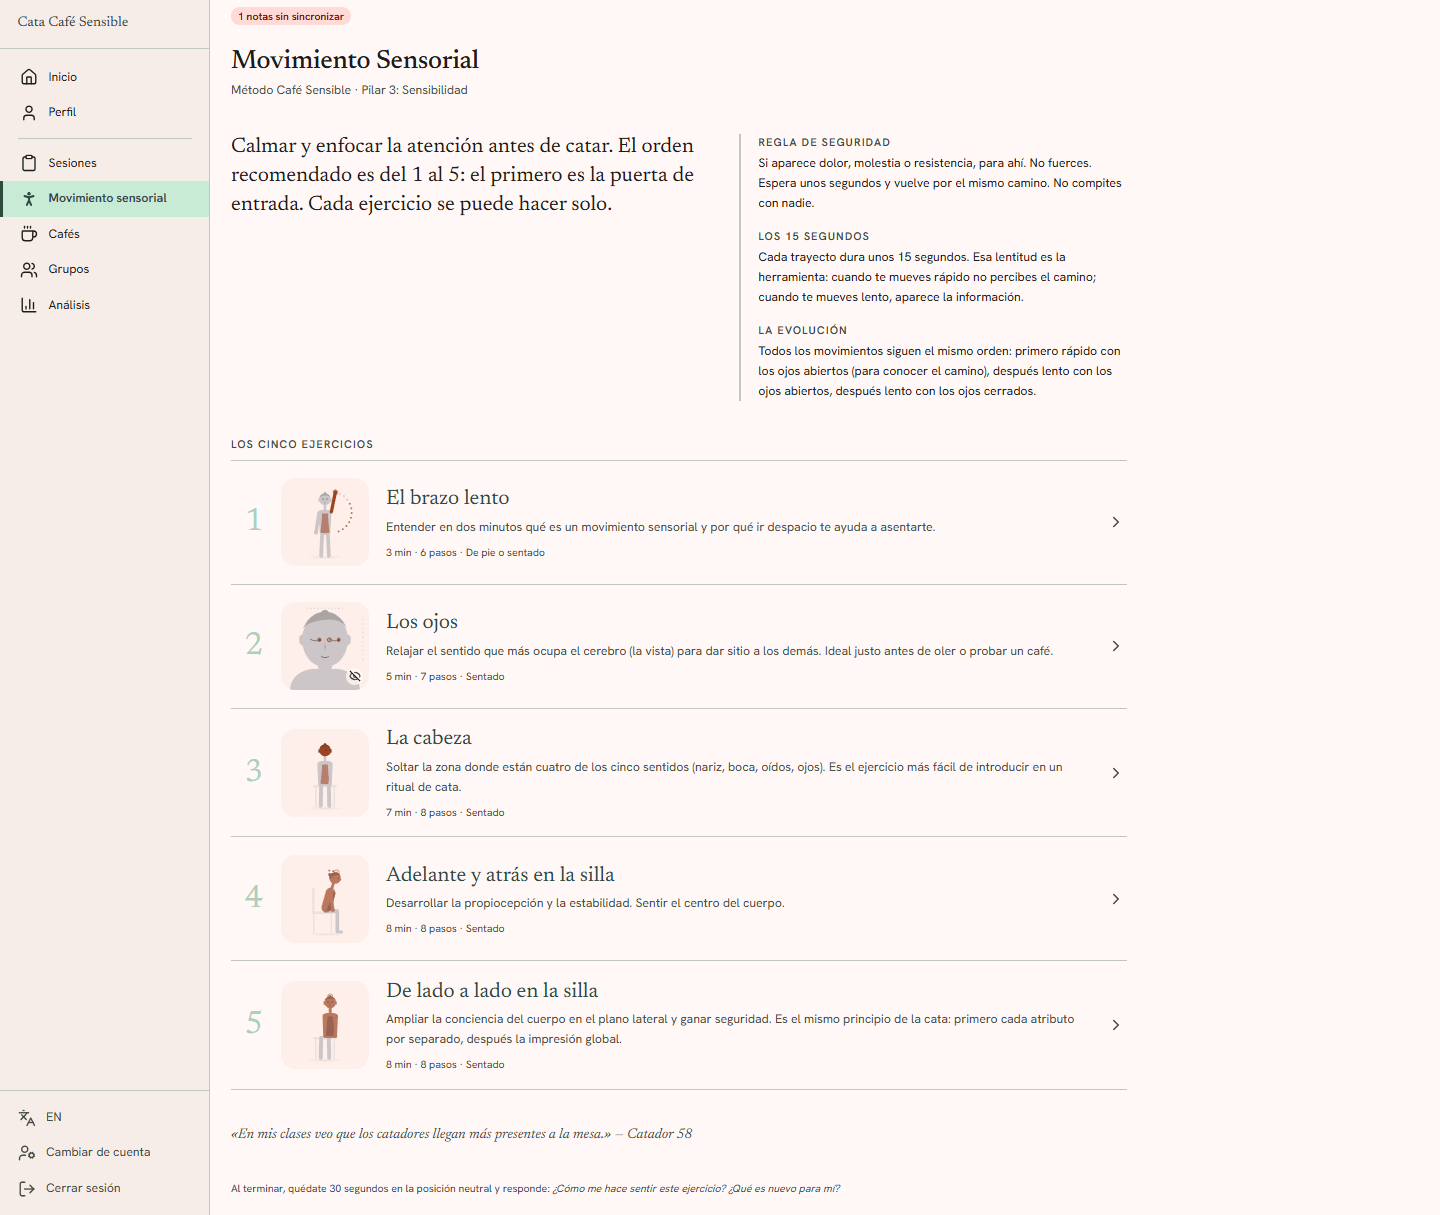 Cata Café Sensible
Inicio
Perfil
Sesiones
Movimiento sensorial
Cafés
Grupos
Análisis
EN
Cambiar de cuenta
Cerrar sesión
1 notas sin sincronizar
Movimiento Sensorial
Método Café Sensible · Pilar 3: Sensibilidad
Calmar y enfocar la atención antes de catar. El orden
recomendado es del 1 al 5: el primero es la puerta de
entrada. Cada ejercicio se puede hacer solo.
REGLA DE SEGURIDAD
Si aparece dolor, molestia o resistencia, para ahí. No fuerces.
Espera unos segundos y vuelve por el mismo camino. No compites
con nadie.
LOS 15 SEGUNDOS
Cada trayecto dura unos 15 segundos. Esa lentitud es la
herramienta: cuando te mueves rápido no percibes el camino;
cuando te mueves lento, aparece la información.
LA EVOLUCIÓN
Todos los movimientos siguen el mismo orden: primero rápido con
los ojos abiertos (para conocer el camino), después lento con los
ojos abiertos, después lento con los ojos cerrados.
LOS CINCO EJERCICIOS
1
El brazo lento
Entender en dos minutos qué es un movimiento sensorial y por qué ir despacio te ayuda a asentarte.
3 min · 6 pasos · De pie o sentado
2
Los ojos
Relajar el sentido que más ocupa el cerebro (la vista) para dar sitio a los demás. Ideal justo antes de oler o probar un café.
5 min · 7 pasos · Sentado
3
La cabeza
Soltar la zona donde están cuatro de los cinco sentidos (nariz, boca, oídos, ojos). Es el ejercicio más fácil de introducir en un
ritual de cata.
7 min · 8 pasos · Sentado
4
Adelante y atrás en la silla
Desarrollar la propiocepción y la estabilidad. Sentir el centro del cuerpo.
8 min · 8 pasos · Sentado
5
De lado a lado en la silla
Ampliar la conciencia del cuerpo en el plano lateral y ganar seguridad. Es el mismo principio de la cata: primero cada atributo
por separado, después la impresión global.
8 min · 8 pasos · Sentado
«En mis clases veo que los catadores llegan más presentes a la mesa.» — Catador 58
Al terminar, quédate 30 segundos en la posición neutral y responde: ¿Cómo me hace sentir este ejercicio? ¿Qué es nuevo para mí?